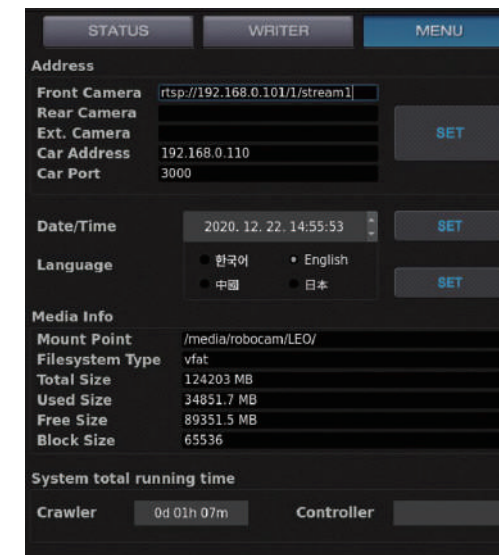 STATUS WRITER MENU
Address
Front Camera rtsp://192.168.0.101/1/stream1
Rear Camera
Ext. Camera
Car Address 192.168.0.110
Car Port 3000
SET
Date/Time 2020. 12. 22. 14:55:53 SET
Language 한국어 English
中國 日本 SET
Media Info
Mount Point /media/robocam/LEO/
Filesystem Type vfat
Total Size 124203 MB
Used Size 34851.7 MB
Free Size 89351.5 MB
Block Size 65536
System total running time
Crawler 0d 01h 07m Controller